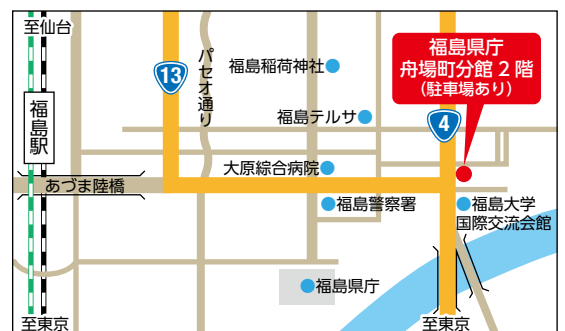 至仙台
13
パセオ通り
福島稲荷神社
福島県庁
舟場町分館2階
（駐車場あり）
福島テルサ
4
福島駅
大原綜合病院
あづま陸橋
福島警察署
福島大学
国際交流会館
福島県庁
至東京
至東京